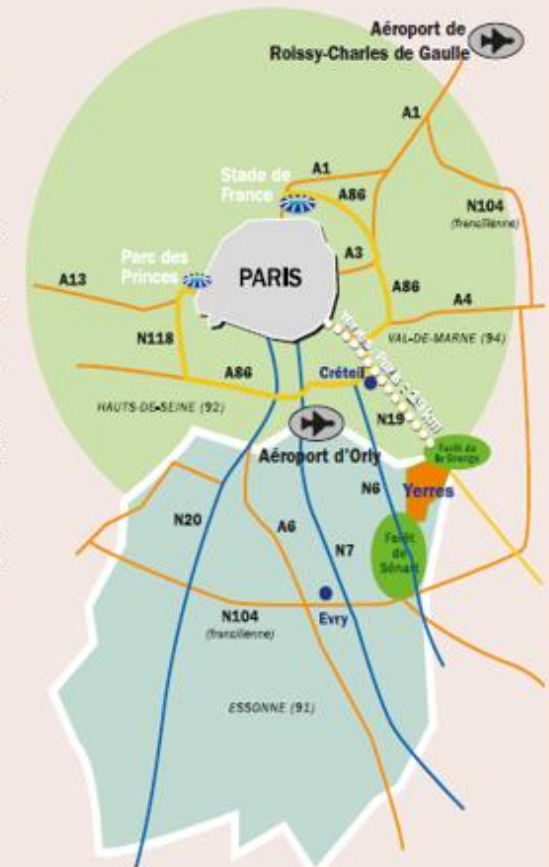 Aéroport de
Roissy-Charles de Gaulle
A1
A1
Stade de
France
A86
N104
(francilienne)
A3
Parc des
Princes
PARIS
A13
A86
A4
N118
VAL-DE-MARNE (94)
A86
Créteil
HAUTS-DE-SEINE (92)
N19
Aéroport d'Orly
Forêt de
N6
Yerres
N20
A6
N7
Forêt
de
Sénart
N104
(francilienne)
Evry
ESSONNE (91)